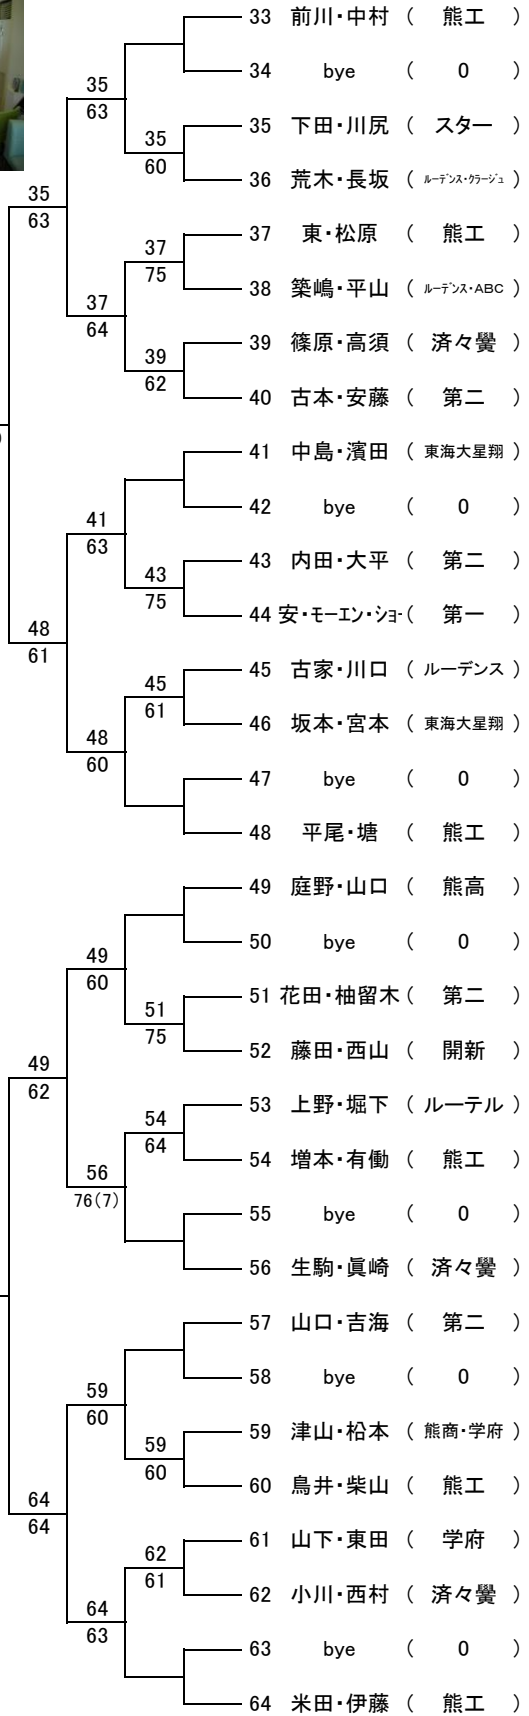 33 前川・中村 ( 熊工 )
34 bye ( 0 )
35
63
35 下田・川尻 ( スター )
35
60
36 荒木・長坂 ( ルーデンス・クラージュ )
35
63
37 東・松原 ( 熊工 )
37
75
38 築嶋・平山 ( ルーデンス・ABC )
37
64
39 篠原・高須 ( 済々黌 )
39
62
40 古本・安藤 ( 第二 )
)
41 中島・濱田 ( 東海大星翔 )
42 bye ( 0 )
41
63
43 内田・大平 ( 第二 )
43
75
44 安・モーエン・ショー( 第一 )
48
61
45 古家・川口 ( ルーデンス )
45
61
46 坂本・宮本 ( 東海大星翔 )
48
60
47 bye ( 0 )
48 平尾・塘 ( 熊工 )
49 庭野・山口 ( 熊高 )
50 bye ( 0 )
49
60
51 花田・柚留木 ( 第二 )
51
75
52 藤田・西山 ( 開新 )
49
62
53 上野・堀下 ( ルーテル )
54
64
54 増本・有働 ( 熊工 )
56
76(7)
55 bye ( 0 )
56 生駒・眞崎 ( 済々黌 )
57 山口・吉海 ( 第二 )
58 bye ( 0 )
59
60
59 津山・松本 ( 熊商・学府 )
59
60
60 鳥井・柴山 ( 熊工 )
64
64
61 山下・東田 ( 学府 )
62
61
62 小川・西村 ( 済々黌 )
64
63
63 bye ( 0 )
64 米田・伊藤 ( 熊工 )